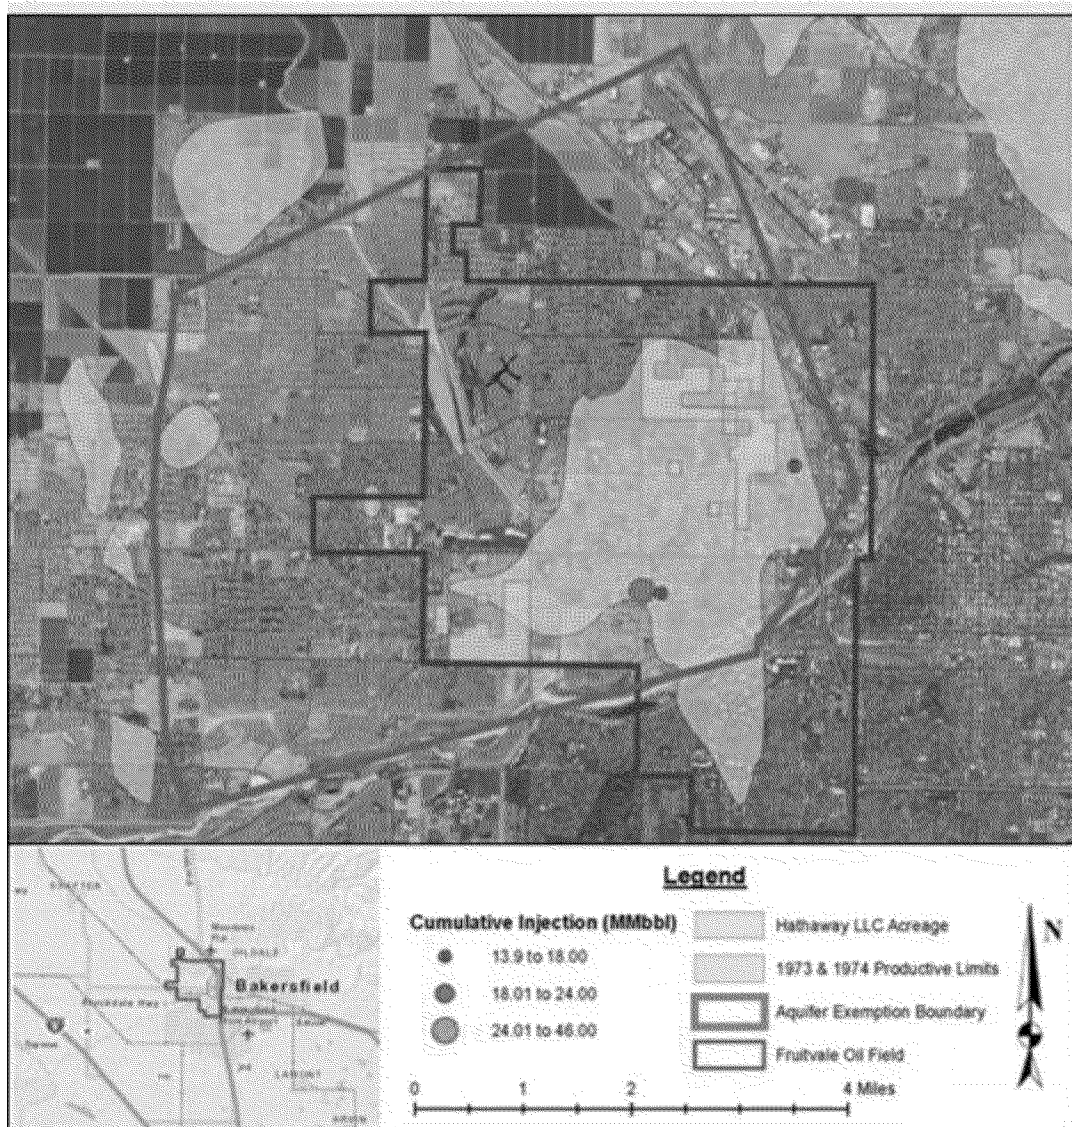 Legend
Cumulative Injection (MMbbl)
13.9 to 18.00
18.01 to 24.00
24.01 to 46.00
Hathaway LLC Acreage
1973 & 1974 Productive Limits
Aquifer Exemption Boundary
Fruitvale Oil Field
N
0 1 2 4 Miles
SHAFTER
Bakersfield
LAMONT